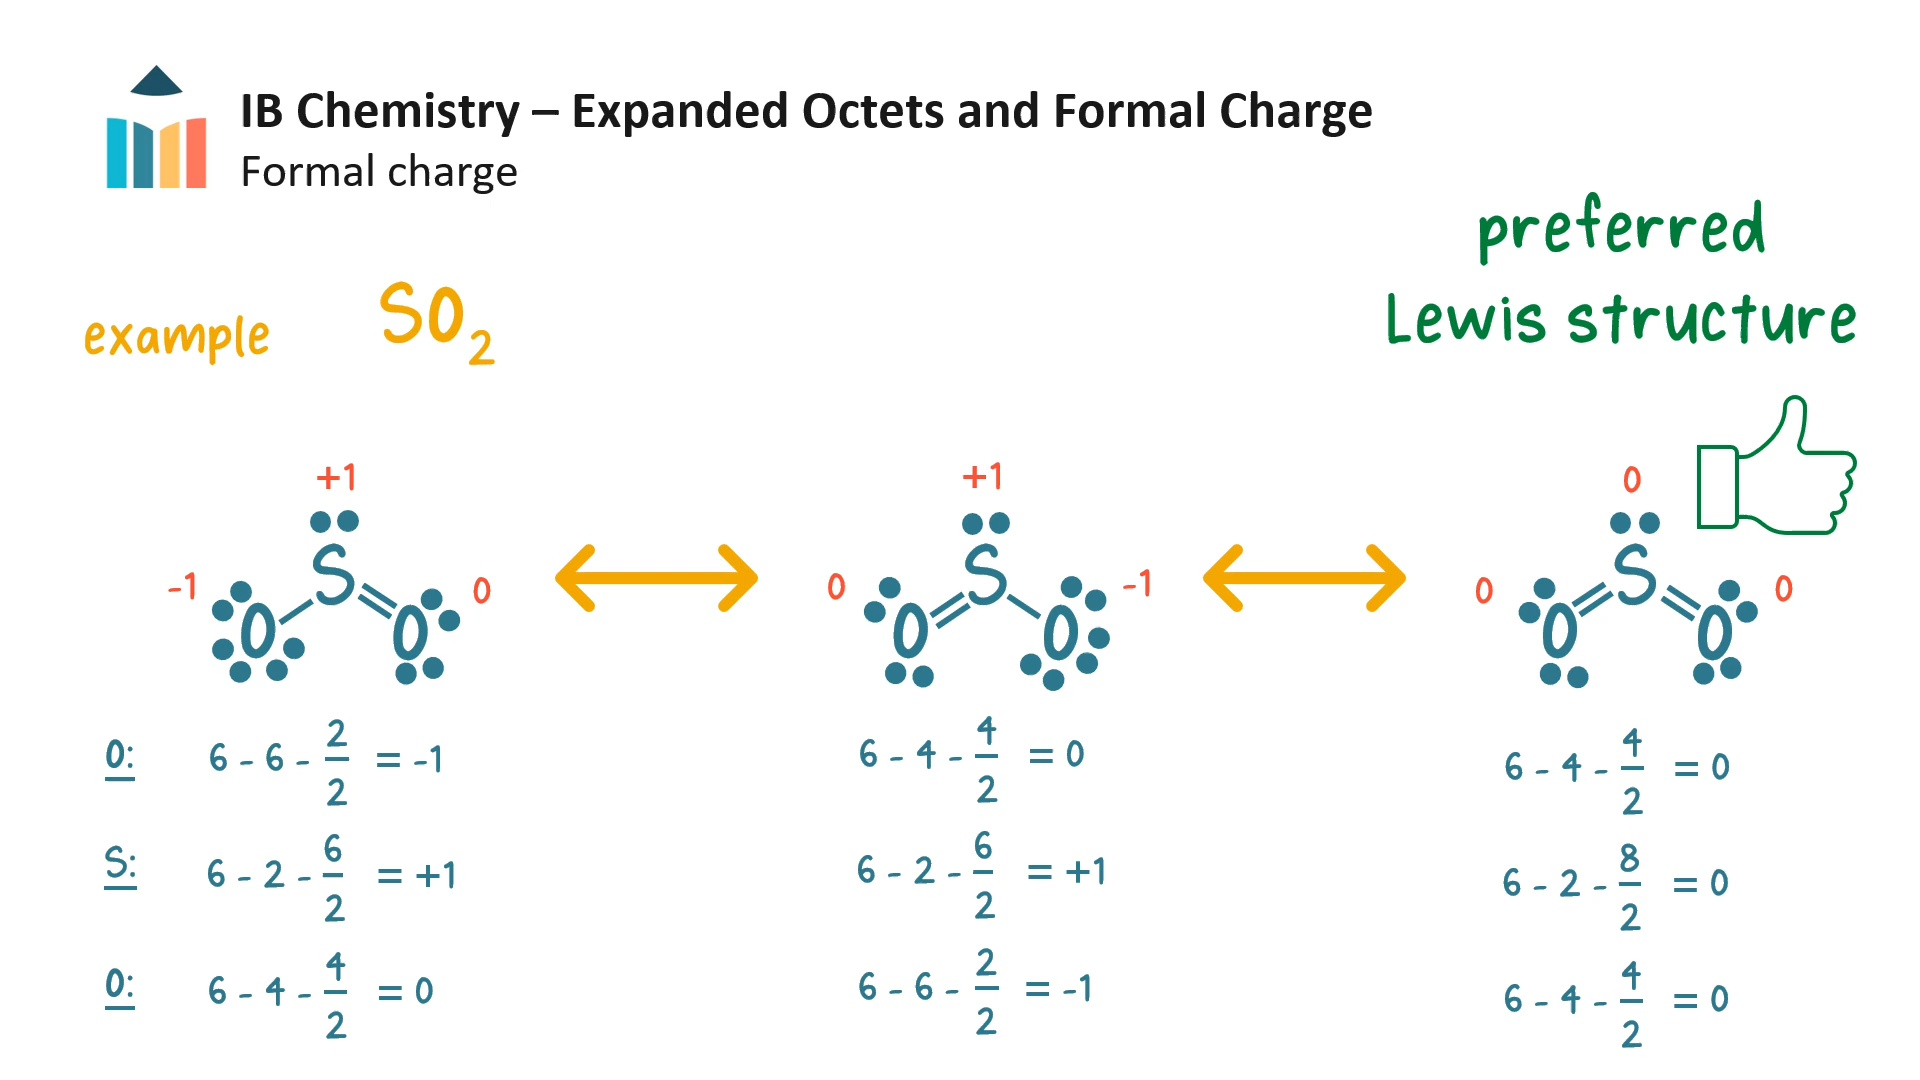 IB Chemistry – Expanded Octets and Formal Charge
Formal charge
preferred
Lewis structure
example SO₂
+1 +1 0
S S S
-1 0 0 -1 0 0
O O O O O O
O: 6 - 6 - 2/2 = -1 6 - 4 - 4/2 = 0 6 - 4 - 4/2 = 0
S: 6 - 2 - 6/2 = +1 6 - 2 - 6/2 = +1 6 - 2 - 8/2 = 0
O: 6 - 4 - 4/2 = 0 6 - 6 - 2/2 = -1 6 - 4 - 4/2 = 0